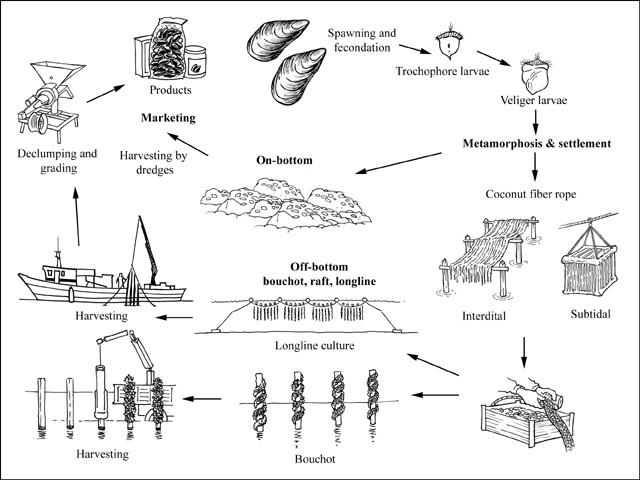 Spawning and
fecondation
Trochophore larvae
Veliger larvae
Products
Marketing
Metamorphosis & settlement
Declumping and
grading
Harvesting by
dredges
On-bottom
Coconut fiber rope
Off-bottom
bouchot, raft, longline
Harvesting
Interdital
Subtidal
Longline culture
Harvesting
Bouchot